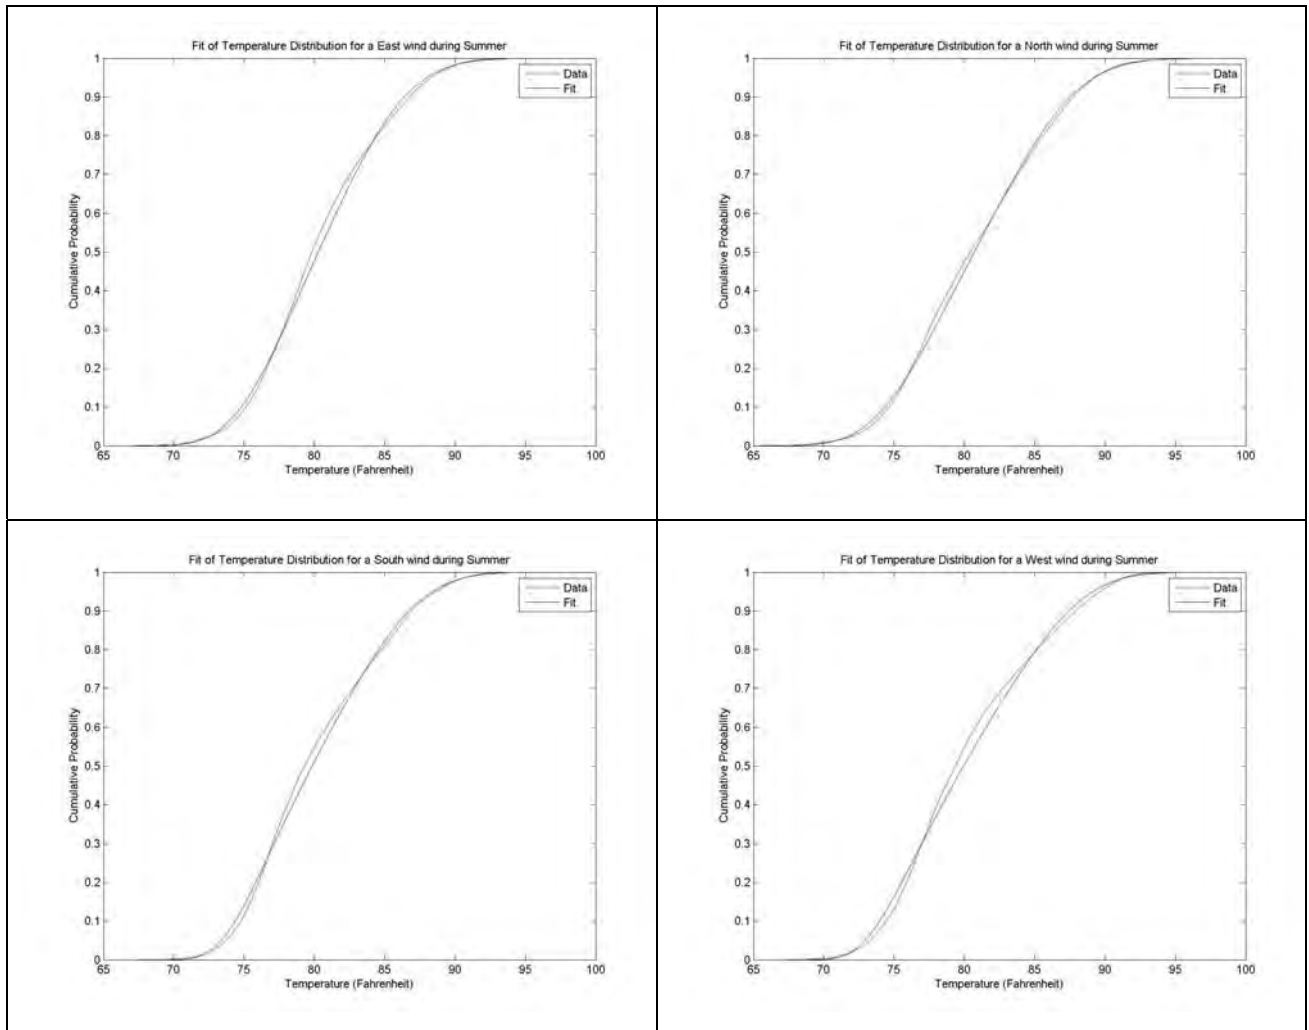 Fit of Temperature Distribution for a East wind during Summer
1
0.9
0.8
0.7
0.6
0.5
0.4
0.3
0.2
0.1
0
Cumulative Probability
Data
Fit
65 70 75 80 85 90 95 100
Temperature (Fahrenheit)
Fit of Temperature Distribution for a North wind during Summer
1
0.9
0.8
0.7
0.6
0.5
0.4
0.3
0.2
0.1
0
Cumulative Probability
Data
Fit
65 70 75 80 85 90 95 100
Temperature (Fahrenheit)
Fit of Temperature Distribution for a South wind during Summer
1
0.9
0.8
0.7
0.6
0.5
0.4
0.3
0.2
0.1
0
Cumulative Probability
Data
Fit
65 70 75 80 85 90 95 100
Temperature (Fahrenheit)
Fit of Temperature Distribution for a West wind during Summer
1
0.9
0.8
0.7
0.6
0.5
0.4
0.3
0.2
0.1
0
Cumulative Probability
Data
Fit
65 70 75 80 85 90 95 100
Temperature (Fahrenheit)